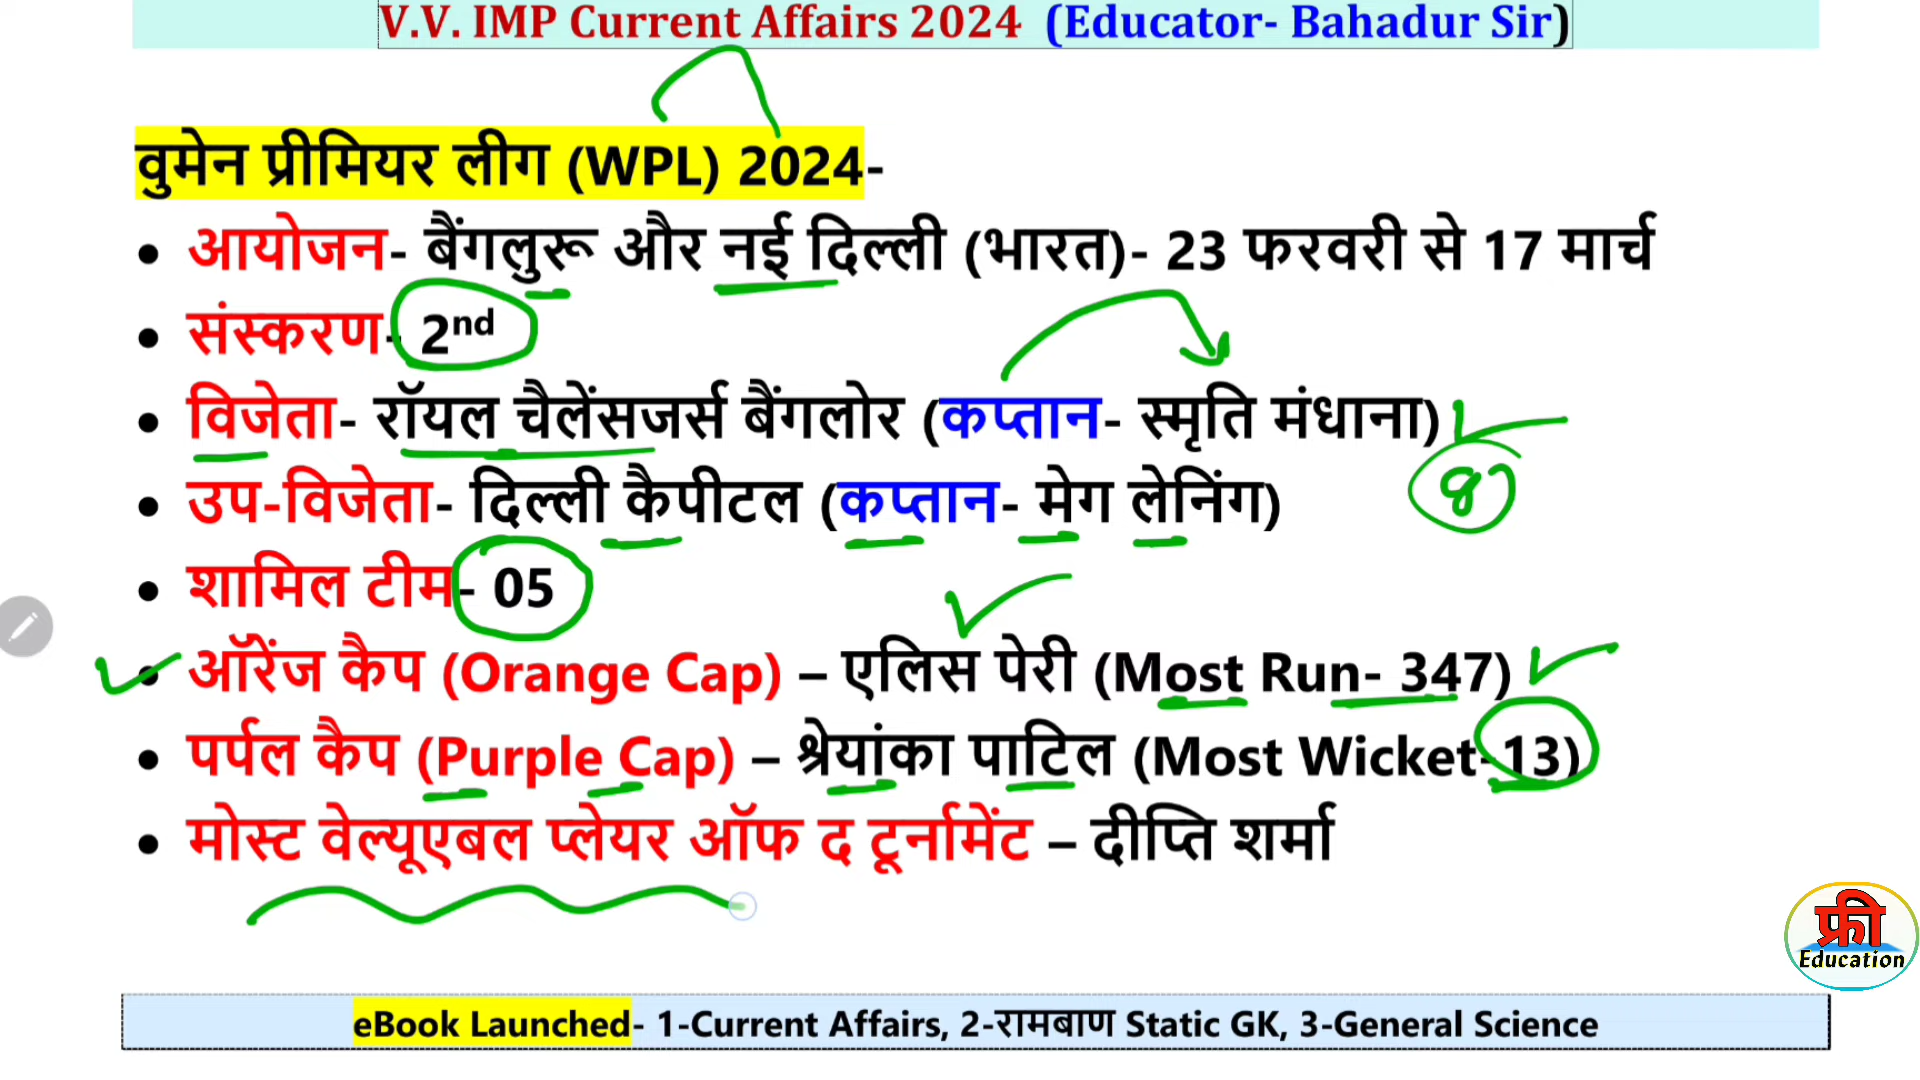 V.V. IMP Current Affairs 2024 (Educator- Bahadur Sir)
वुमेन प्रीमियर लीग (WPL) 2024-
• आयोजन- बैंगलुरू और नई दिल्ली (भारत)- 23 फरवरी से 17 मार्च
• संस्करण- 2nd
• विजेता- रॉयल चैलेंसजर्स बैंगलोर (कप्तान- स्मृति मंधाना)
• उप-विजेता- दिल्ली कैपीटल (कप्तान- मेग लेनिंग)
• शामिल टीम- 05
• ऑरेंज कैप (Orange Cap) – एलिस पेरी (Most Run- 347)
• पर्पल कैप (Purple Cap) – श्रेयांका पाटिल (Most Wicket- 13)
• मोस्ट वेल्यूएबल प्लेयर ऑफ द टूर्नामेंट – दीप्ति शर्मा
फ्री
Education
eBook Launched- 1-Current Affairs, 2-रामबाण Static GK, 3-General Science